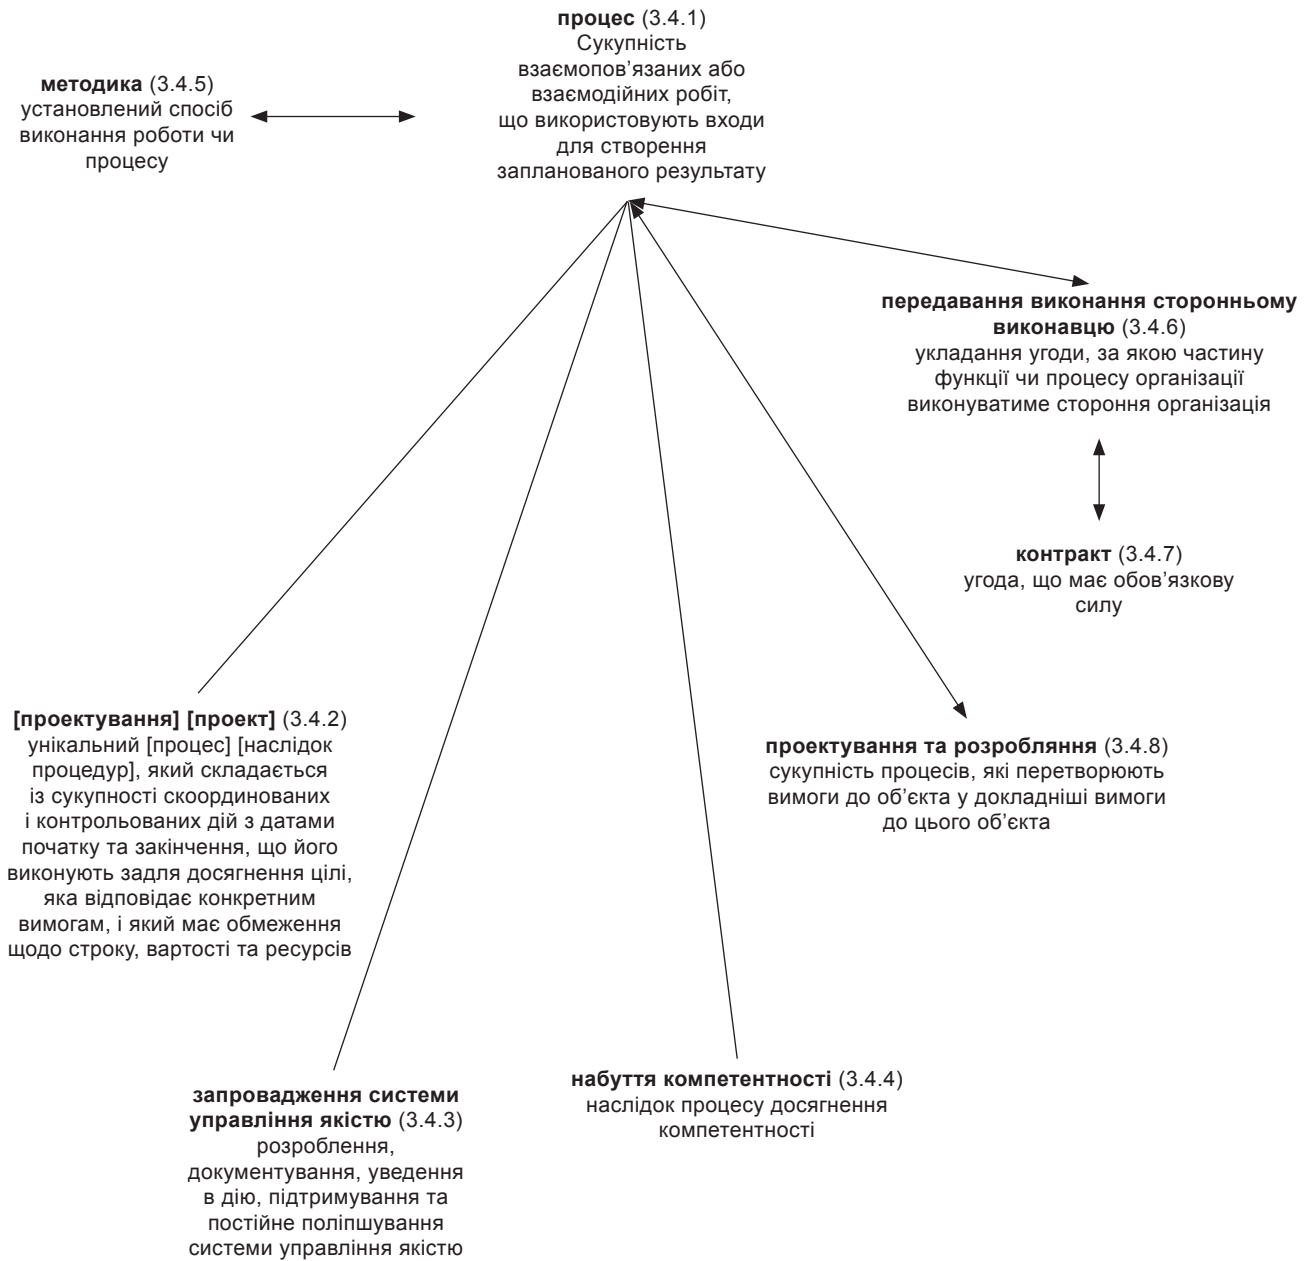 процес (3.4.1)
Сукупність
взаємопов’язаних або
взаємодійних робіт,
що використовують входи
для створення
запланованого результату
методика (3.4.5)
установлений спосіб
виконання роботи чи
процесу
передавання виконання сторонньому
виконавцю (3.4.6)
укладання угоди, за якою частину
функції чи процесу організації
виконуватиме стороння організація
контракт (3.4.7)
угода, що має обов’язкову
силу
[проектування] [проект] (3.4.2)
унікальний [процес] [наслідок
процедур], який складається
із сукупності скоординованих
і контрольованих дій з датами
початку та закінчення, що його
виконують задля досягнення цілі,
яка відповідає конкретним
вимогам, і який має обмеження
щодо строку, вартості та ресурсів
проектування та розробляння (3.4.8)
сукупність процесів, які перетворюють
вимоги до об’єкта у докладніші вимоги
до цього об’єкта
запровадження системи
управління якістю (3.4.3)
розроблення,
документування, уведення
в дію, підтримування та
постійне поліпшування
системи управління якістю
набуття компетентності (3.4.4)
наслідок процесу досягнення
компетентності